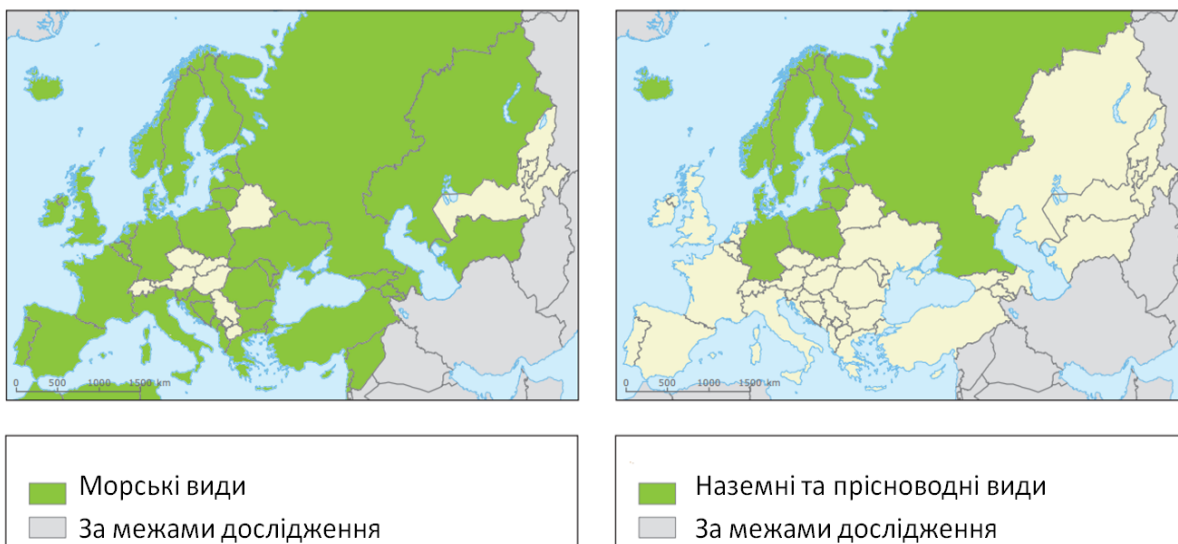 0 500 1000 1500 km
0 500 1000 1500 km
Морські види
За межами дослідження
Наземні та прісноводні види
За межами дослідження